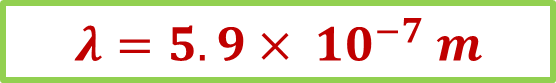 λ = 5.9 × 10⁻⁷ m